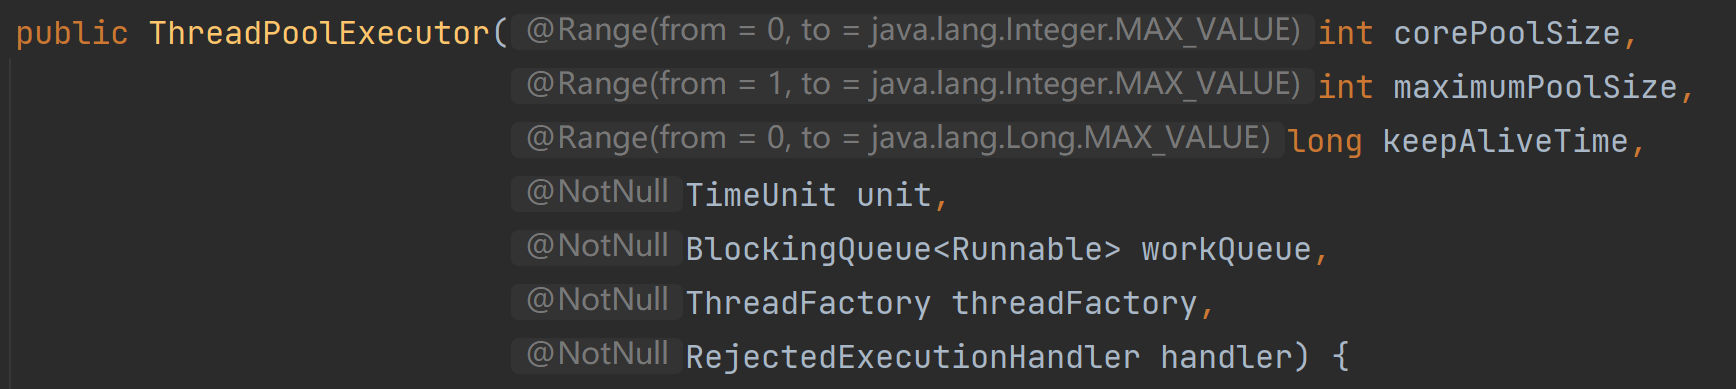 public ThreadPoolExecutor( @Range(from = 0, to = java.lang.Integer.MAX_VALUE) int corePoolSize,
@Range(from = 1, to = java.lang.Integer.MAX_VALUE) int maximumPoolSize,
@Range(from = 0, to = java.lang.Long.MAX_VALUE) long keepAliveTime,
@NotNull TimeUnit unit,
@NotNull BlockingQueue<Runnable> workQueue,
@NotNull ThreadFactory threadFactory,
@NotNull RejectedExecutionHandler handler) {